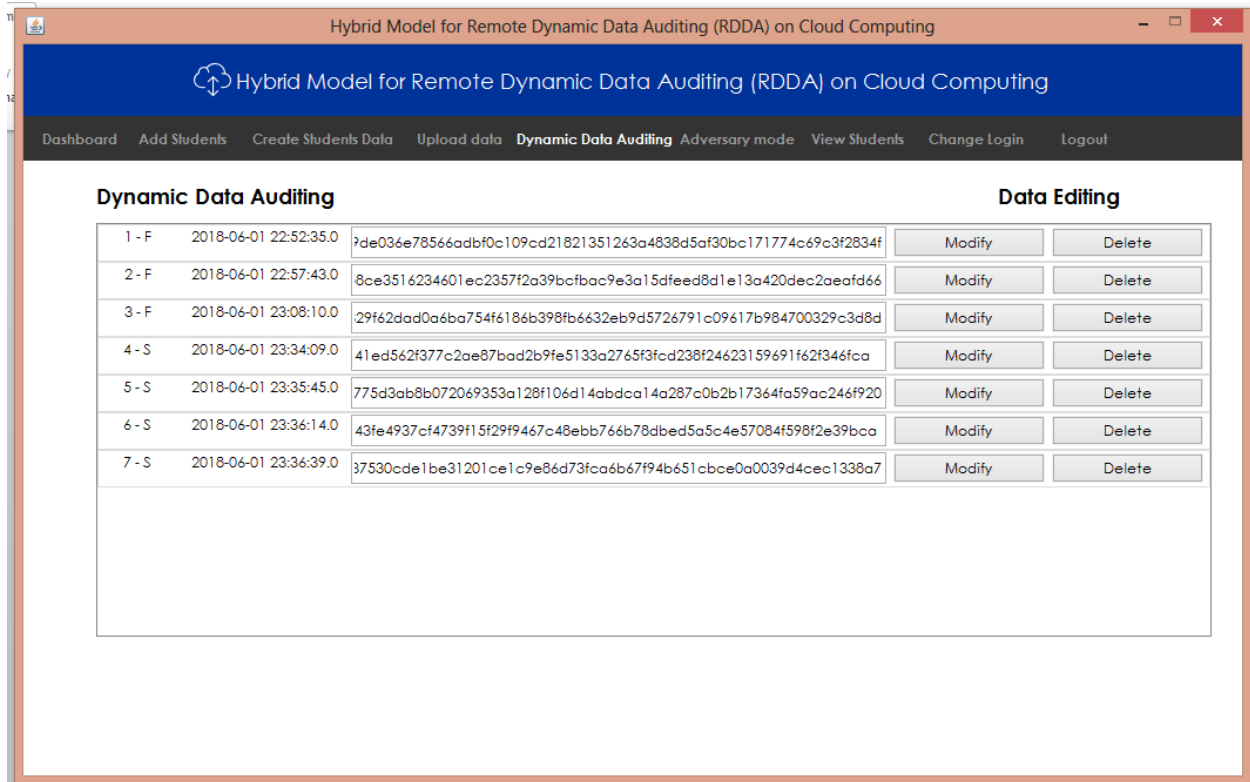 Hybrid Model for Remote Dynamic Data Auditing (RDDA) on Cloud Computing
Hybrid Model for Remote Dynamic Data Auditing (RDDA) on Cloud Computing
Dashboard Add Students Create Students Data Upload data Dynamic Data Auditing Adversary mode View Students Change Login Logout
Dynamic Data Auditing Data Editing
1 - F 2018-06-01 22:52:35.0 9de036e78566adbf0c109cd21821351263a4838d5af30bc171774c69c3f2834f Modify Delete
2 - F 2018-06-01 22:57:43.0 8ce3516234601ec2357f2a39bcfbac9e3a15dfeed8d1e13a420dec2aeafd66 Modify Delete
3 - F 2018-06-01 23:08:10.0 29f62dad0a6ba754f6186b398fb6632eb9d5726791c09617b984700329c3d8d Modify Delete
4 - S 2018-06-01 23:34:09.0 41ed562f377c2ae87bad2b9fe5133a2765f3fcd238f24623159691f62f346fca Modify Delete
5 - S 2018-06-01 23:35:45.0 775d3ab8b072069353a128f106d14abdca14a287c0b2b17364fa59ac246f920 Modify Delete
6 - S 2018-06-01 23:36:14.0 43fe4937cf4739f15f29f9467c48ebb766b78dbed5a5c4e57084f598f2e39bca Modify Delete
7 - S 2018-06-01 23:36:39.0 37530cde1be31201ce1c9e86d73fca6b67f94b651cbce0a0039d4cec1338a7 Modify Delete